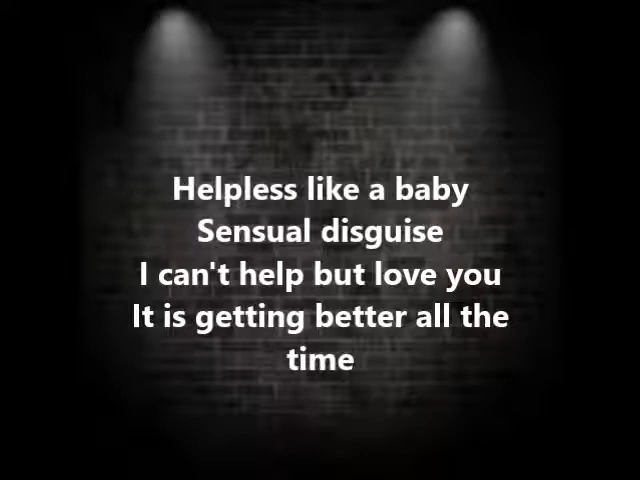 Helpless like a baby
Sensual disguise
I can't help but love you
It is getting better all the
time